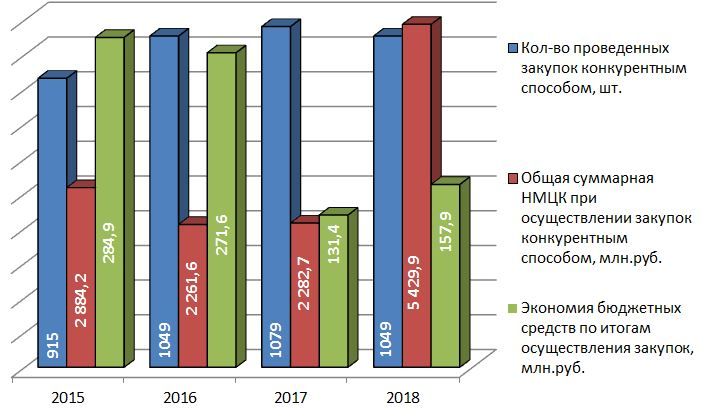 915
2 884,2
284,9
1049
2 261,6
271,6
1079
2 282,7
131,4
1049
5 429,9
157,9
2015
2016
2017
2018
Кол-во проведенных
закупок конкурентным
способом, шт.
Общая суммарная
НМЦК при
осуществлении закупок
конкурентным
способом, млн.руб.
Экономия бюджетных
средств по итогам
осуществления закупок,
млн.руб.